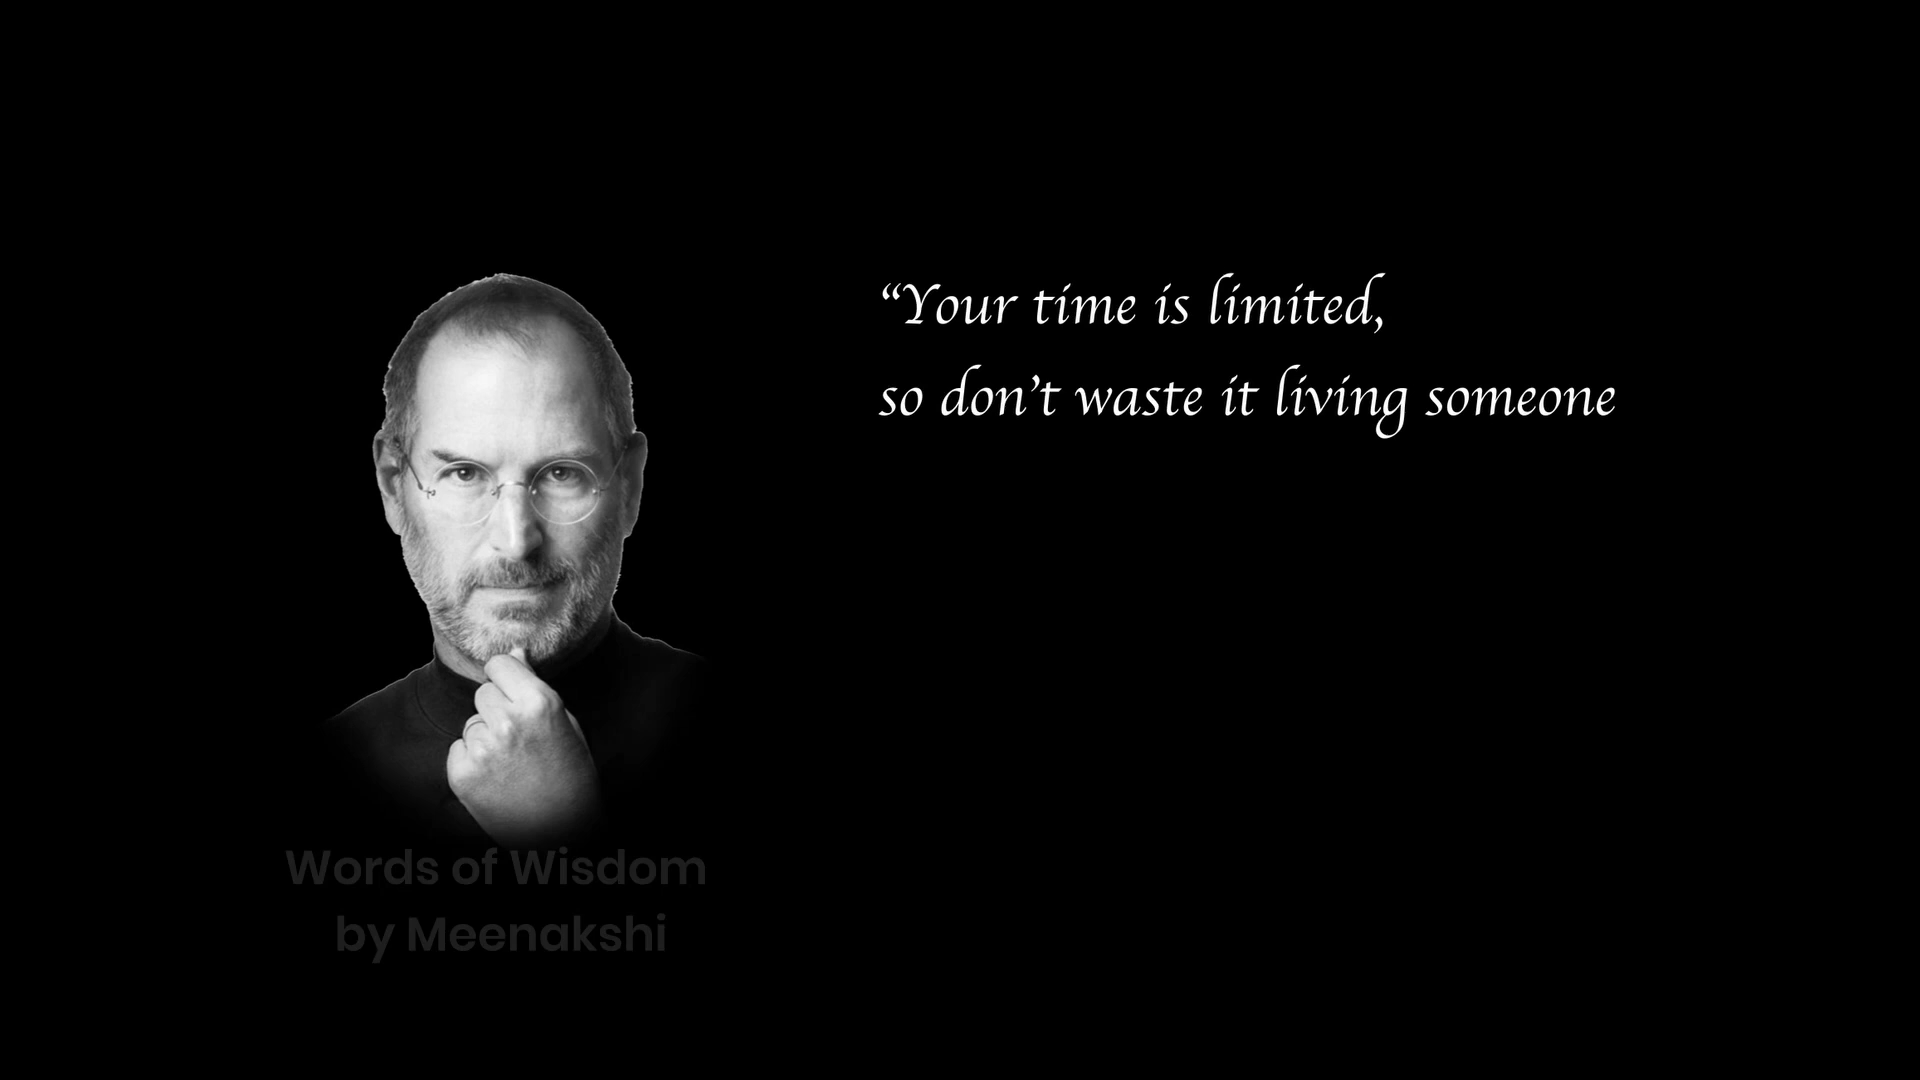 “Your time is limited,
so don’t waste it living someone
Words of Wisdom
by Meenakshi